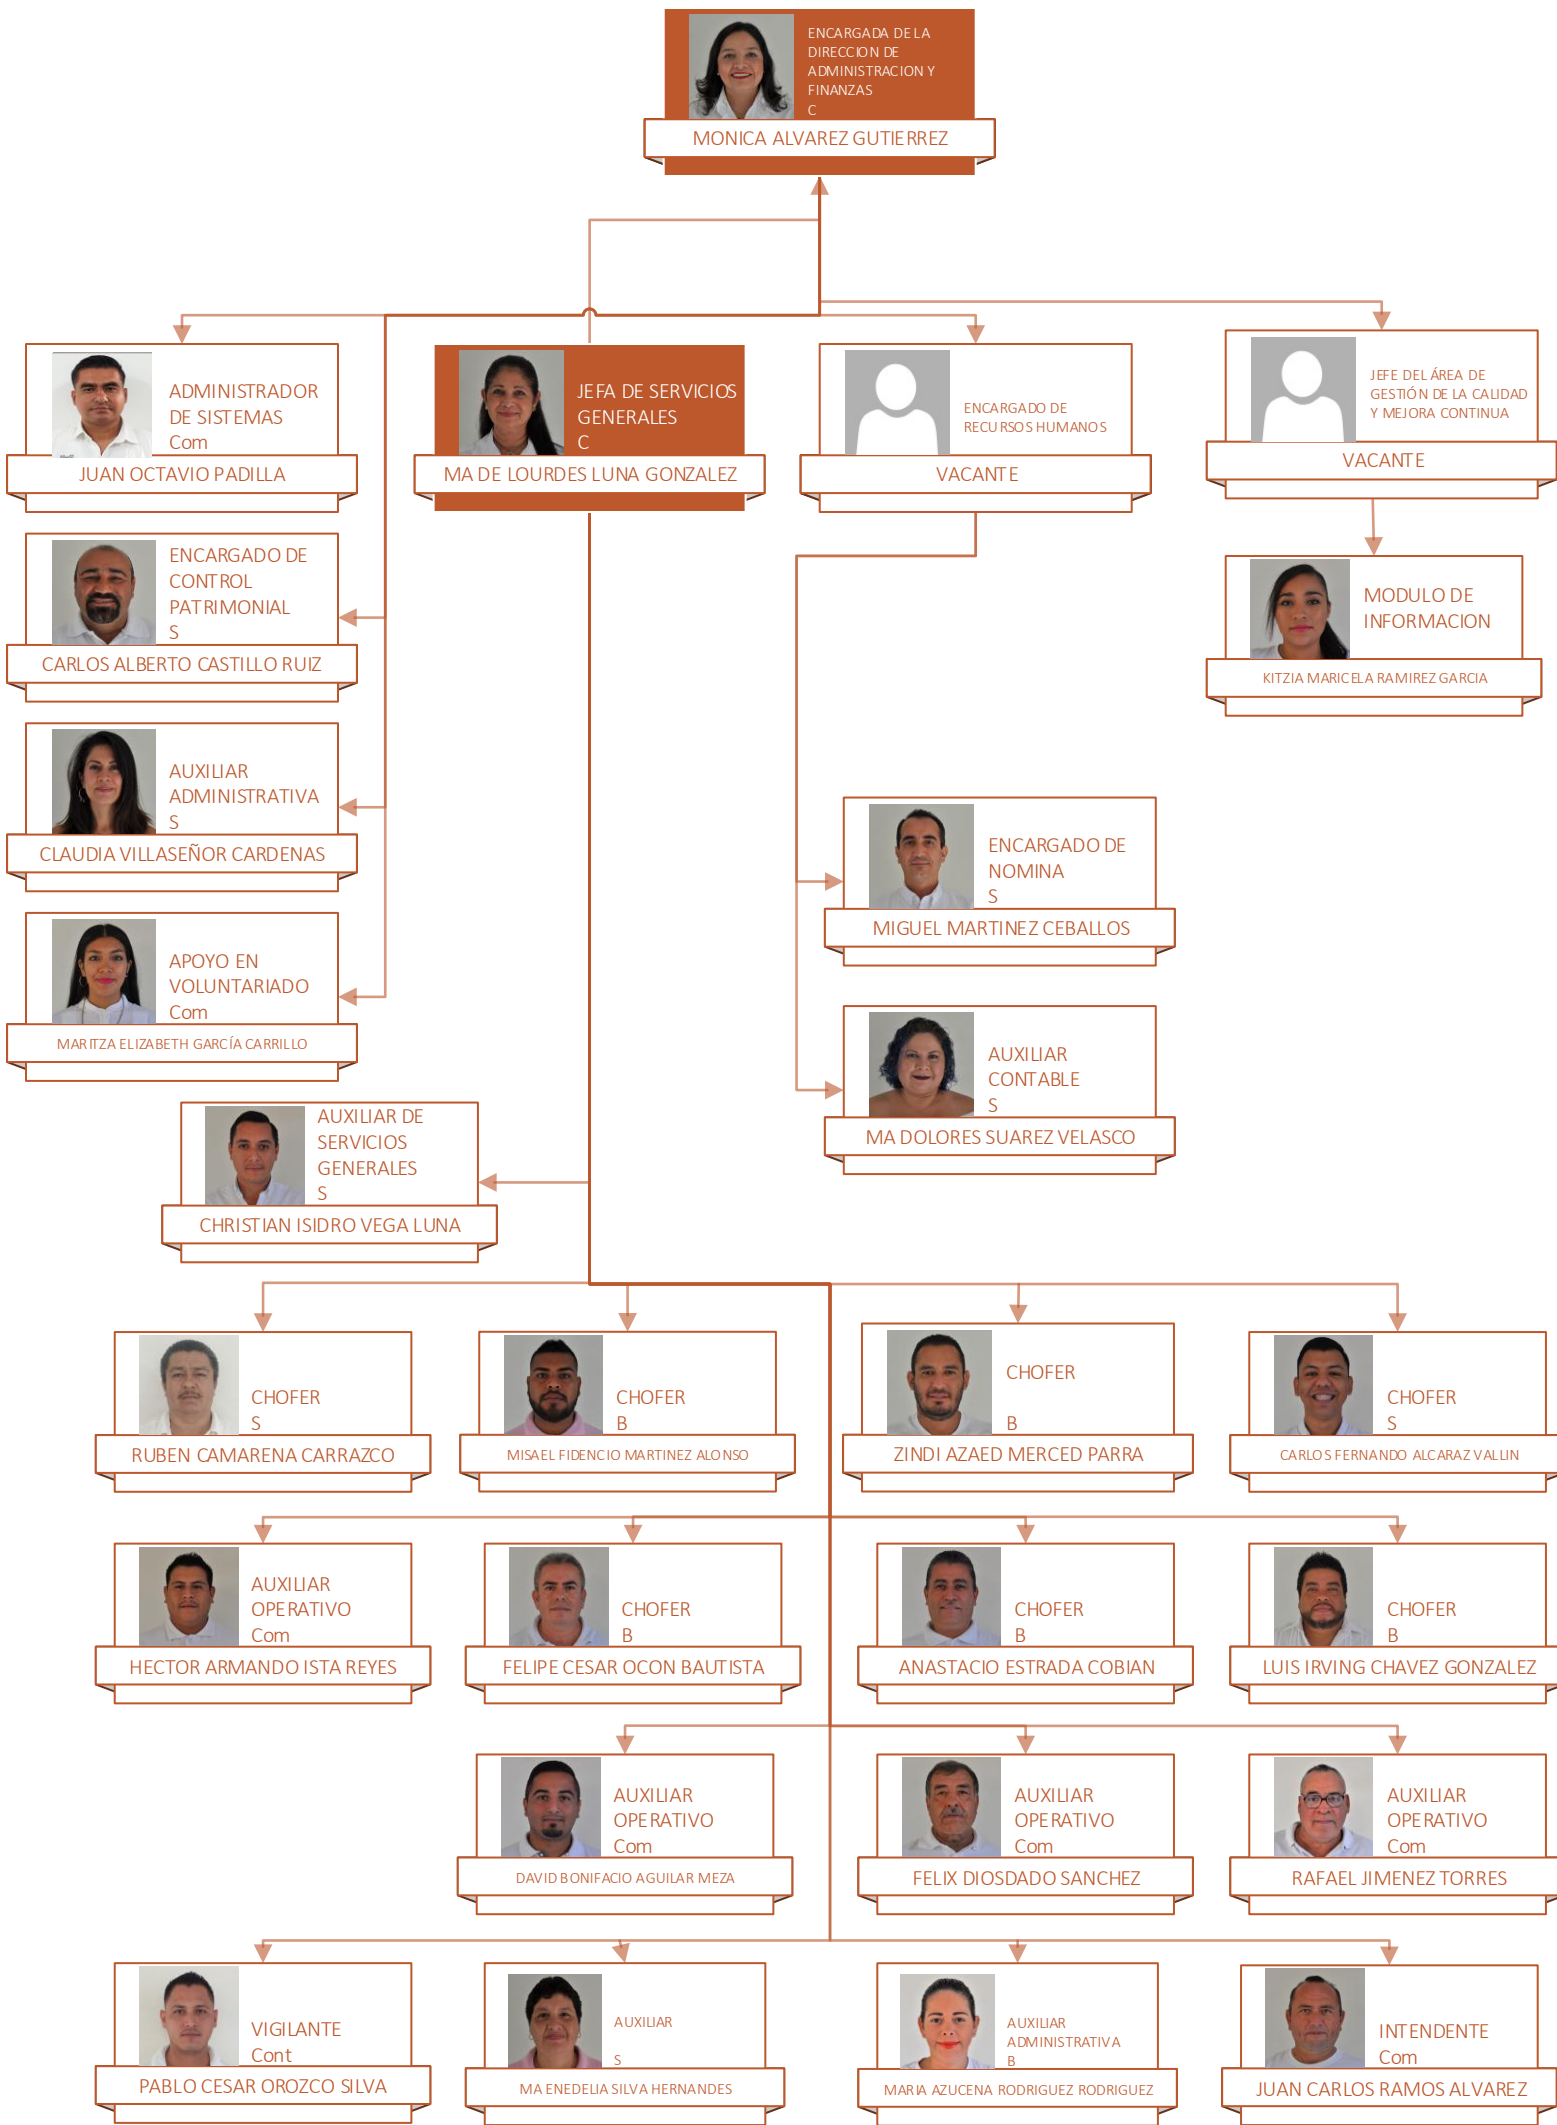 ENCARGADA DE LA
DIRECCION DE
ADMINISTRACION Y
FINANZAS
C
MONICA ALVAREZ GUTIERREZ
ADMINISTRADOR
DE SISTEMAS
Com
JUAN OCTAVIO PADILLA
JEFA DE SERVICIOS
GENERALES
C
MA DE LOURDES LUNA GONZALEZ
ENCARGADO DE
RECURSOS HUMANOS
VACANTE
JEFE DEL ÁREA DE
GESTIÓN DE LA CALIDAD
Y MEJORA CONTINUA
VACANTE
ENCARGADO DE
CONTROL
PATRIMONIAL
S
CARLOS ALBERTO CASTILLO RUIZ
MODULO DE
INFORMACION
KITZIA MARICELA RAMIREZ GARCIA
AUXILIAR
ADMINISTRATIVA
S
CLAUDIA VILLASEÑOR CARDENAS
ENCARGADO DE
NOMINA
S
MIGUEL MARTINEZ CEBALLOS
APOYO EN
VOLUNTARIADO
Com
MARITZA ELIZABETH GARCÍA CARRILLO
AUXILIAR
CONTABLE
S
MA DOLORES SUAREZ VELASCO
AUXILIAR DE
SERVICIOS
GENERALES
S
CHRISTIAN ISIDRO VEGA LUNA
CHOFER
S
RUBEN CAMARENA CARRAZCO
CHOFER
B
MISAEL FIDENCIO MARTINEZ ALONSO
CHOFER
B
ZINDI AZAED MERCED PARRA
CHOFER
S
CARLOS FERNANDO ALCARAZ VALLIN
AUXILIAR
OPERATIVO
Com
HECTOR ARMANDO ISTA REYES
CHOFER
B
FELIPE CESAR OCON BAUTISTA
CHOFER
B
ANASTACIO ESTRADA COBIAN
CHOFER
B
LUIS IRVING CHAVEZ GONZALEZ
AUXILIAR
OPERATIVO
Com
DAVID BONIFACIO AGUILAR MEZA
AUXILIAR
OPERATIVO
Com
FELIX DIOSDADO SANCHEZ
AUXILIAR
OPERATIVO
Com
RAFAEL JIMENEZ TORRES
VIGILANTE
Cont
PABLO CESAR OROZCO SILVA
AUXILIAR
S
MA ENEDELIA SILVA HERNANDES
AUXILIAR
ADMINISTRATIVA
B
MARIA AZUCENA RODRIGUEZ RODRIGUEZ
INTENDENTE
Com
JUAN CARLOS RAMOS ALVAREZ